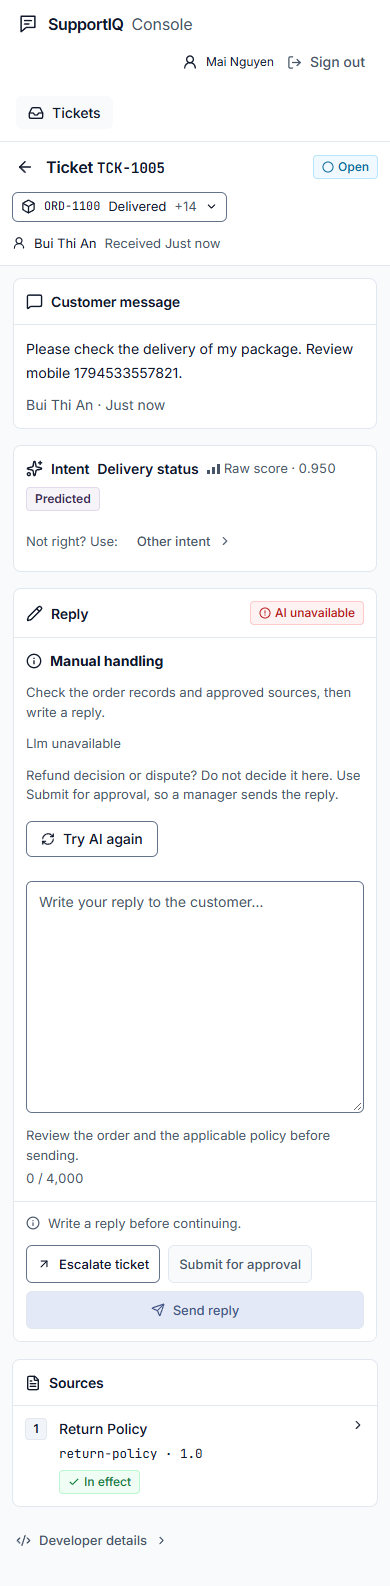 SupportIQ Console
Mai Nguyen Sign out
Tickets
Ticket TCK-1005 Open
ORD-1100 Delivered +14
Bui Thi An Received Just now
Customer message
Please check the delivery of my package. Review
mobile 1794533557821.
Bui Thi An · Just now
Intent Delivery status Raw score · 0.950
Predicted
Not right? Use: Other intent
Reply AI unavailable
Manual handling
Check the order records and approved sources, then
write a reply.
Llm unavailable
Refund decision or dispute? Do not decide it here. Use
Submit for approval, so a manager sends the reply.
Try AI again
Write your reply to the customer...
Review the order and the applicable policy before
sending.
0 / 4,000
Write a reply before continuing.
Escalate ticket Submit for approval
Send reply
Sources
1 Return Policy
return-policy · 1.0
In effect
Developer details